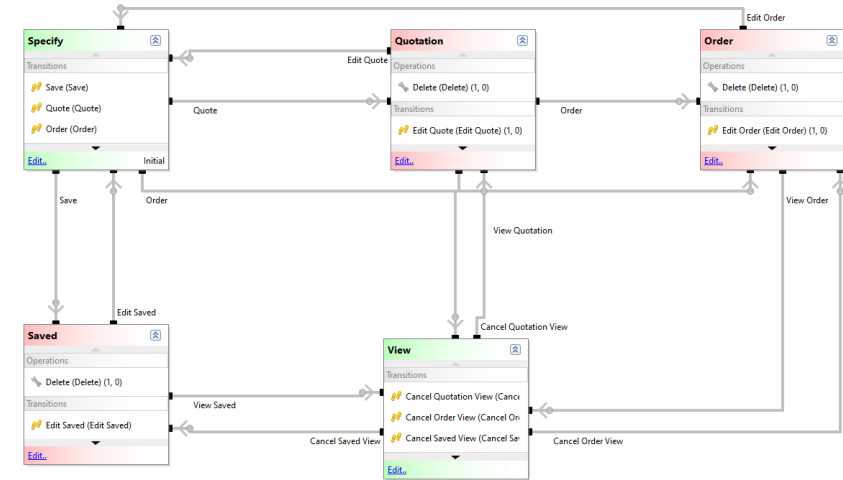 Edit Order
Specify
Transitions
Save (Save)
Quote (Quote)
Order (Order)
Edit..
Initial
Edit Quote
Quote
Quotation
Operations
Delete (Delete) (1, 0)
Transitions
Edit Quote (Edit Quote) (1, 0)
Edit..
Order
Order
Operations
Delete (Delete) (1, 0)
Transitions
Edit Order (Edit Order) (1, 0)
Edit..
Save
Order
View Order
View Quotation
Edit Saved
Cancel Quotation View
Saved
Operations
Delete (Delete) (1, 0)
Transitions
Edit Saved (Edit Saved)
Edit..
View Saved
Cancel Saved View
View
Transitions
Cancel Quotation View (Cance
Cancel Order View (Cancel Or
Cancel Saved View (Cancel Sa
Edit..
Cancel Order View